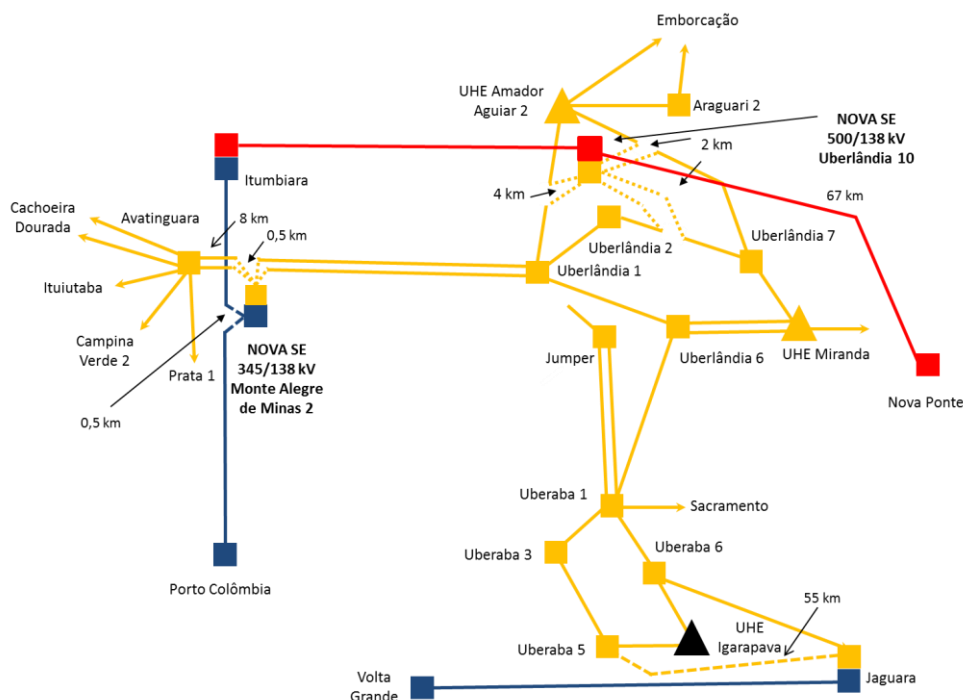 Emborcação
UHE Amador
Aguiar 2
Araguari 2
NOVA SE
500/138 kV
Uberlândia 10
2 km
Itumbiara
4 km
67 km
Cachoeira
Dourada
Avatinguara
8 km
0,5 km
Uberlândia 2
Uberlândia 7
Ituiutaba
Uberlândia 1
Campina
Verde 2
Prata 1
NOVA SE
345/138 kV
Monte Alegre
de Minas 2
Jumper
Uberlândia 6
UHE Miranda
0,5 km
Nova Ponte
Uberaba 1
Sacramento
Uberaba 3
Uberaba 6
Porto Colômbia
55 km
UHE
Igarapava
Uberaba 5
Volta
Grande
Jaguara